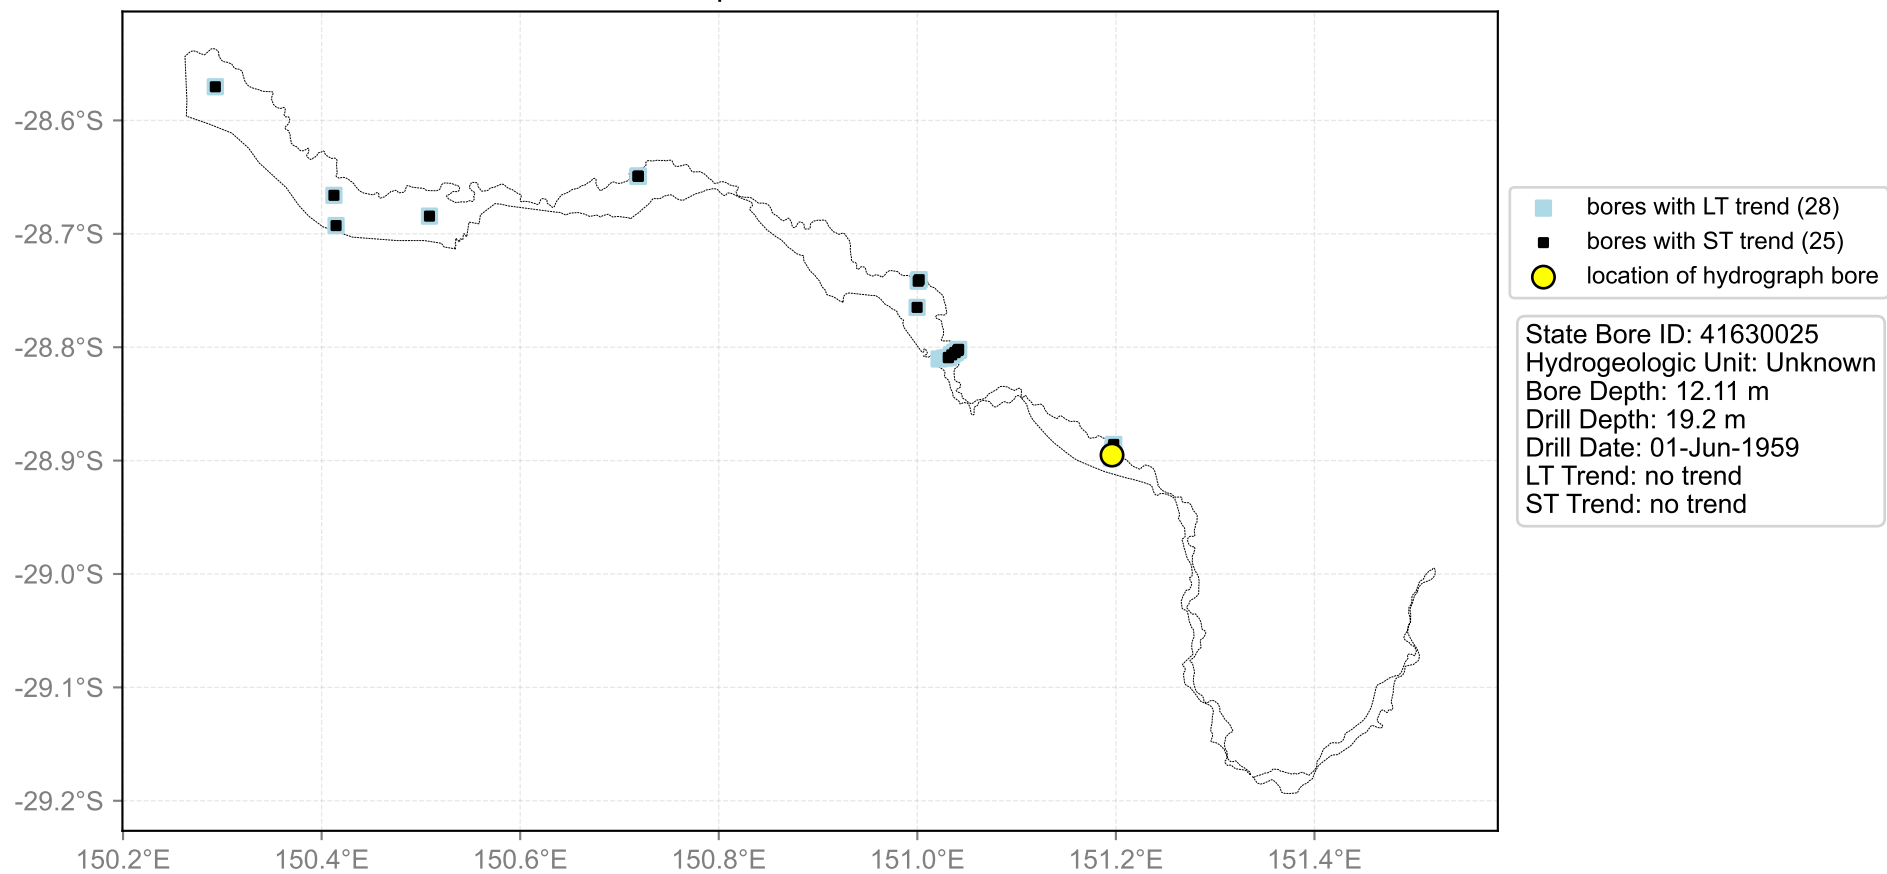 -28.6°S
-28.7°S
-28.8°S
-28.9°S
-29.0°S
-29.1°S
-29.2°S
150.2°E
150.4°E
150.6°E
150.8°E
151.0°E
151.2°E
151.4°E
bores with LT trend (28)
bores with ST trend (25)
location of hydrograph bore
State Bore ID: 41630025
Hydrogeologic Unit: Unknown
Bore Depth: 12.11 m
Drill Depth: 19.2 m
Drill Date: 01-Jun-1959
LT Trend: no trend
ST Trend: no trend